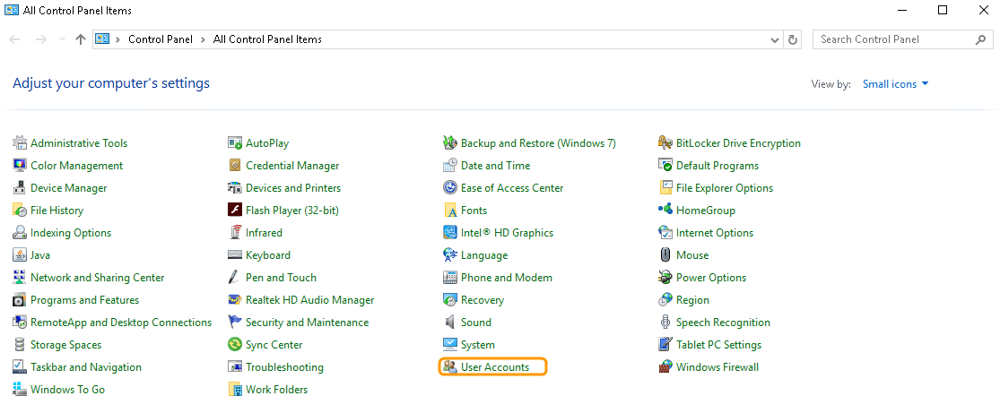 All Control Panel Items
Control Panel > All Control Panel Items
Search Control Panel
Adjust your computer's settings
View by: Small icons
Administrative Tools
AutoPlay
Backup and Restore (Windows 7)
BitLocker Drive Encryption
Color Management
Credential Manager
Date and Time
Default Programs
Device Manager
Devices and Printers
Ease of Access Center
File Explorer Options
File History
Flash Player (32-bit)
Fonts
HomeGroup
Indexing Options
Infrared
Intel® HD Graphics
Internet Options
Java
Keyboard
Language
Mouse
Network and Sharing Center
Pen and Touch
Phone and Modem
Power Options
Programs and Features
Realtek HD Audio Manager
Recovery
Region
RemoteApp and Desktop Connections
Security and Maintenance
Sound
Speech Recognition
Storage Spaces
Sync Center
System
Tablet PC Settings
Taskbar and Navigation
Troubleshooting
User Accounts
Windows Firewall
Windows To Go
Work Folders